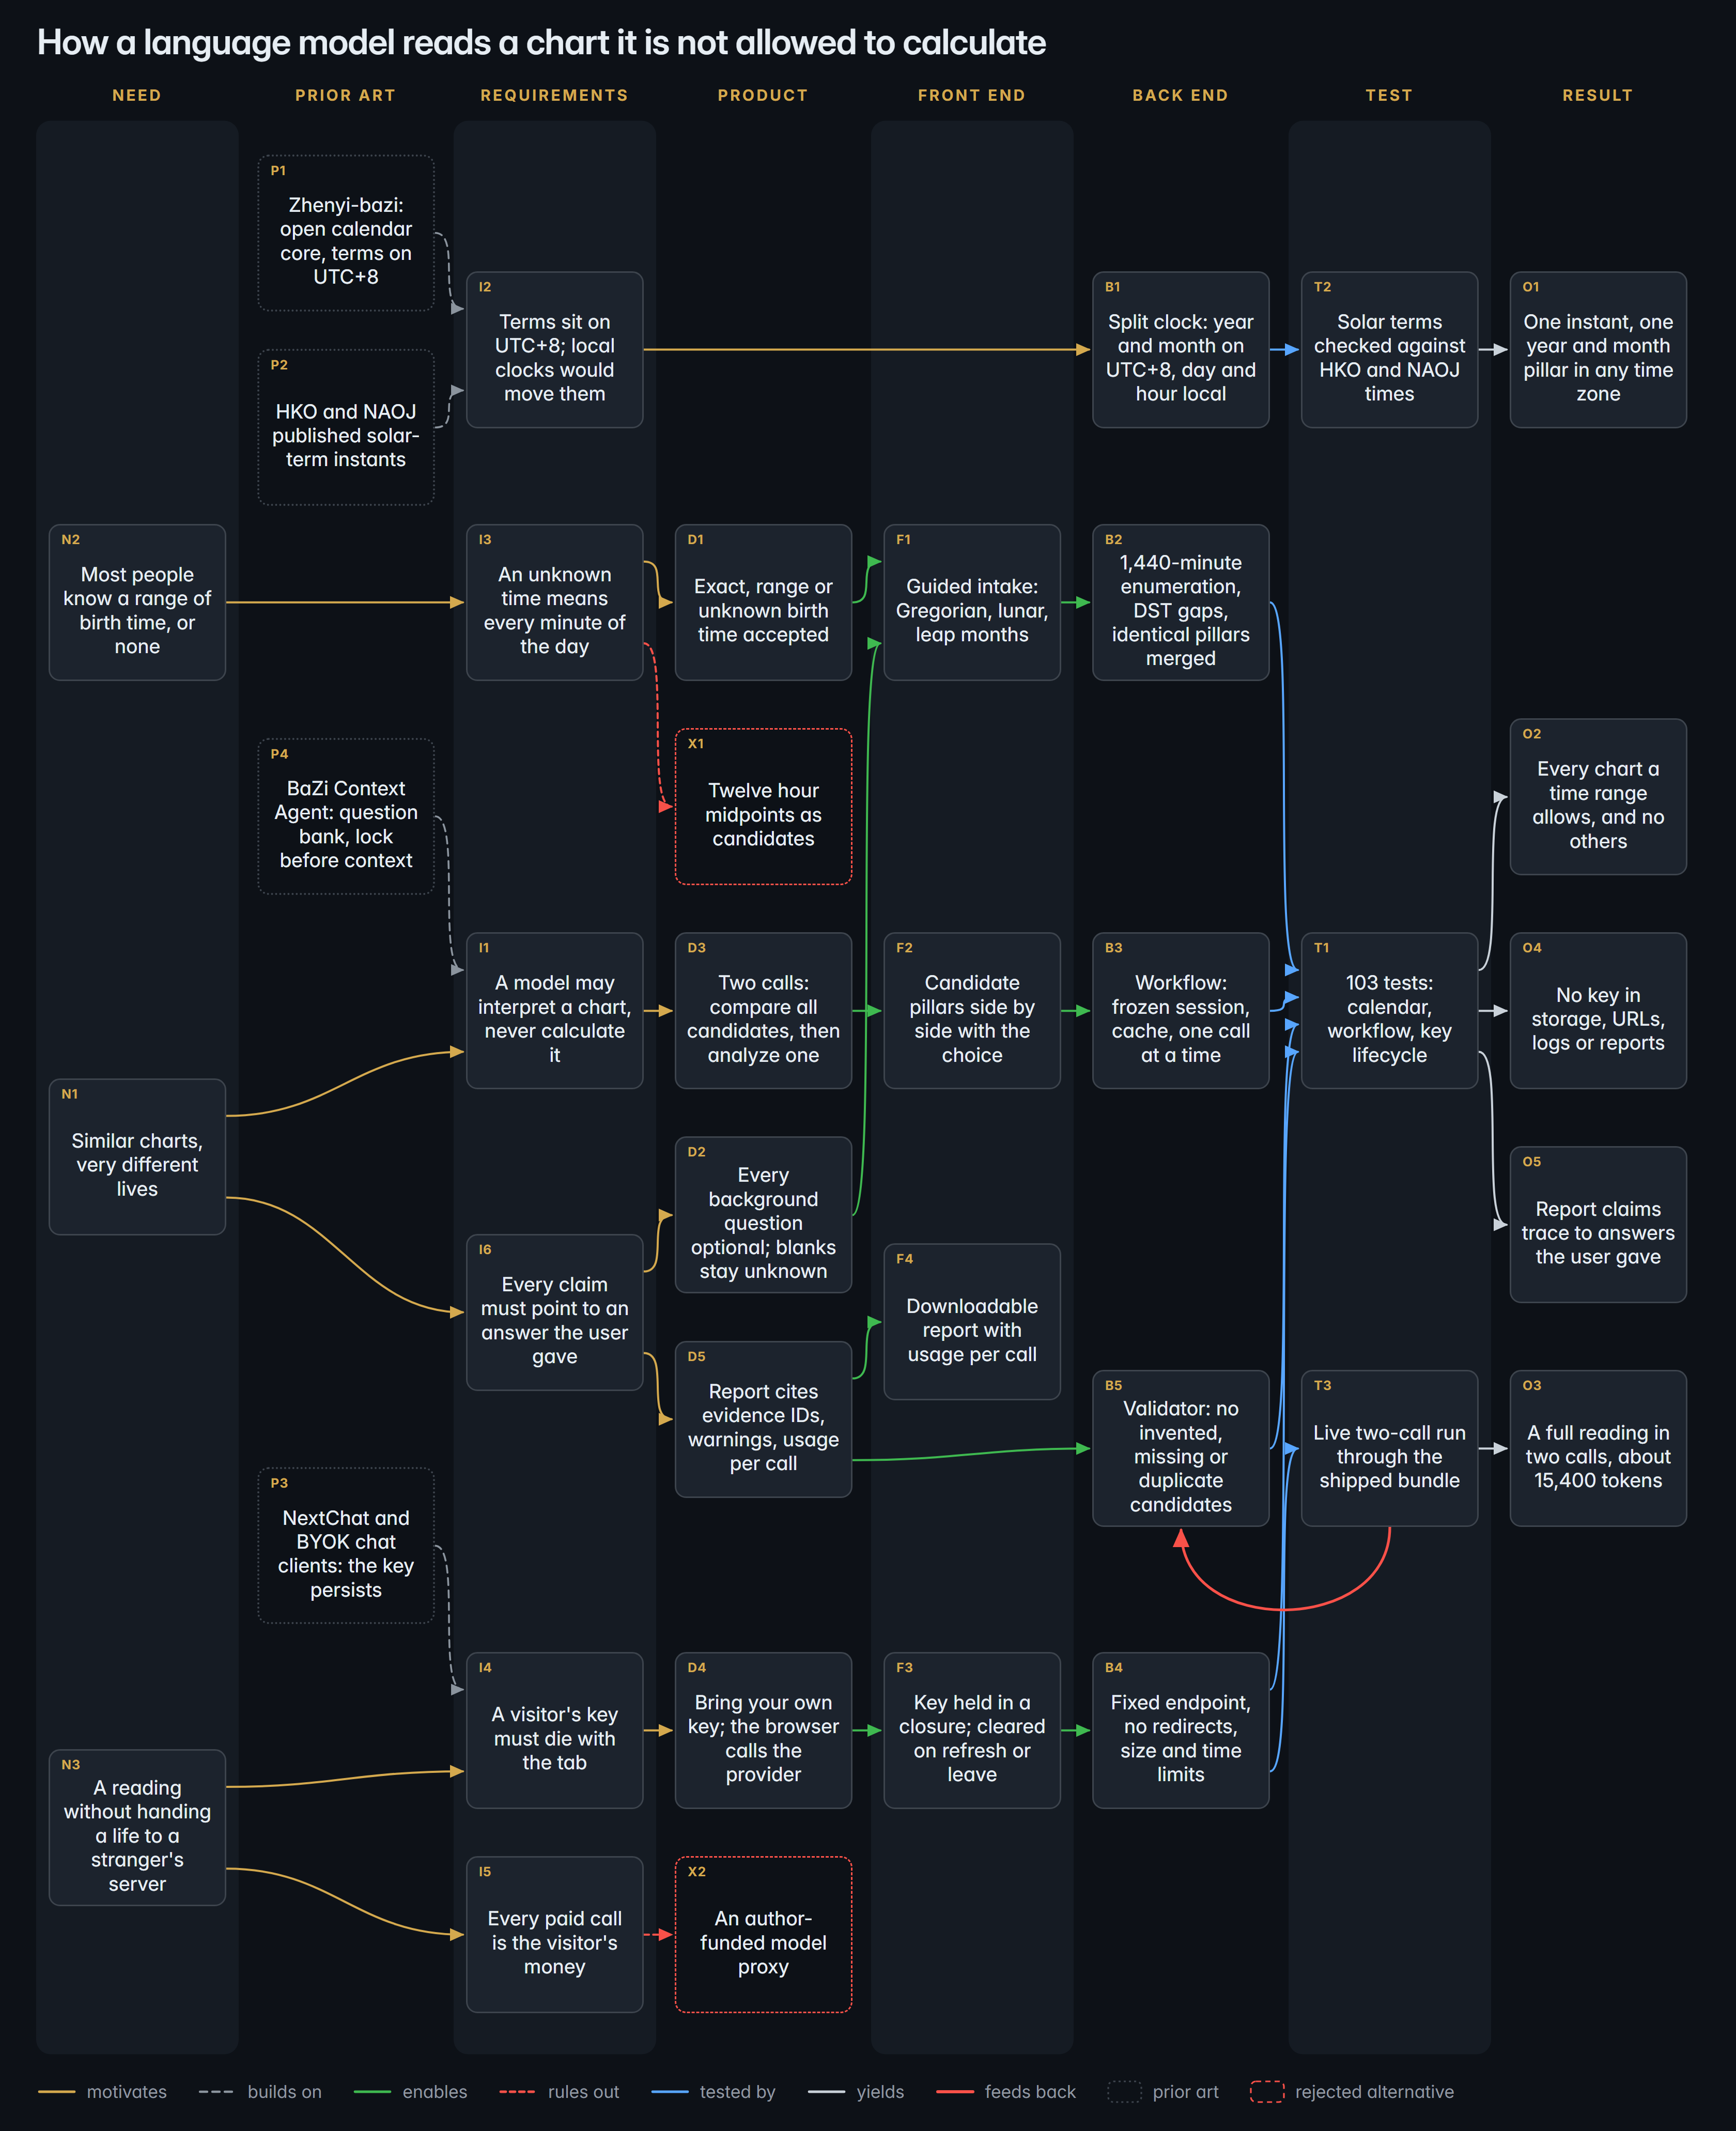 How a language model reads a chart it is not allowed to calculate
NEED
PRIOR ART
REQUIREMENTS
PRODUCT
FRONT END
BACK END
TEST
RESULT
P1
Zhenyi-bazi:
open calendar
core, terms on
UTC+8
P2
HKO and NAOJ
published solar-
term instants
I2
Terms sit on
UTC+8; local
clocks would
move them
B1
Split clock: year
and month on
UTC+8, day and
hour local
T2
Solar terms
checked against
HKO and NAOJ
times
O1
One instant, one
year and month
pillar in any time
zone
N2
Most people
know a range of
birth time, or
none
I3
An unknown
time means
every minute of
the day
D1
Exact, range or
unknown birth
time accepted
F1
Guided intake:
Gregorian, lunar,
leap months
B2
1,440-minute
enumeration,
DST gaps,
identical pillars
merged
X1
Twelve hour
midpoints as
candidates
O2
Every chart a
time range
allows, and no
others
P4
BaZi Context
Agent: question
bank, lock
before context
I1
A model may
interpret a chart,
never calculate
it
D3
Two calls:
compare all
candidates, then
analyze one
F2
Candidate
pillars side by
side with the
choice
B3
Workflow:
frozen session,
cache, one call
at a time
T1
103 tests:
calendar,
workflow, key
lifecycle
O4
No key in
storage, URLs,
logs or reports
N1
Similar charts,
very different
lives
D2
Every
background
question
optional; blanks
stay unknown
O5
Report claims
trace to answers
the user gave
I6
Every claim
must point to an
answer the user
gave
F4
Downloadable
report with
usage per call
D5
Report cites
evidence IDs,
warnings, usage
per call
B5
Validator: no
invented,
missing or
duplicate
candidates
T3
Live two-call run
through the
shipped bundle
O3
A full reading in
two calls, about
15,400 tokens
P3
NextChat and
BYOK chat
clients: the key
persists
I4
A visitor's key
must die with
the tab
D4
Bring your own
key; the browser
calls the
provider
F3
Key held in a
closure; cleared
on refresh or
leave
B4
Fixed endpoint,
no redirects,
size and time
limits
N3
A reading
without handing
a life to a
stranger's
server
I5
Every paid call
is the visitor's
money
X2
An author-
funded model
proxy
motivates
builds on
enables
rules out
tested by
yields
feeds back
prior art
rejected alternative